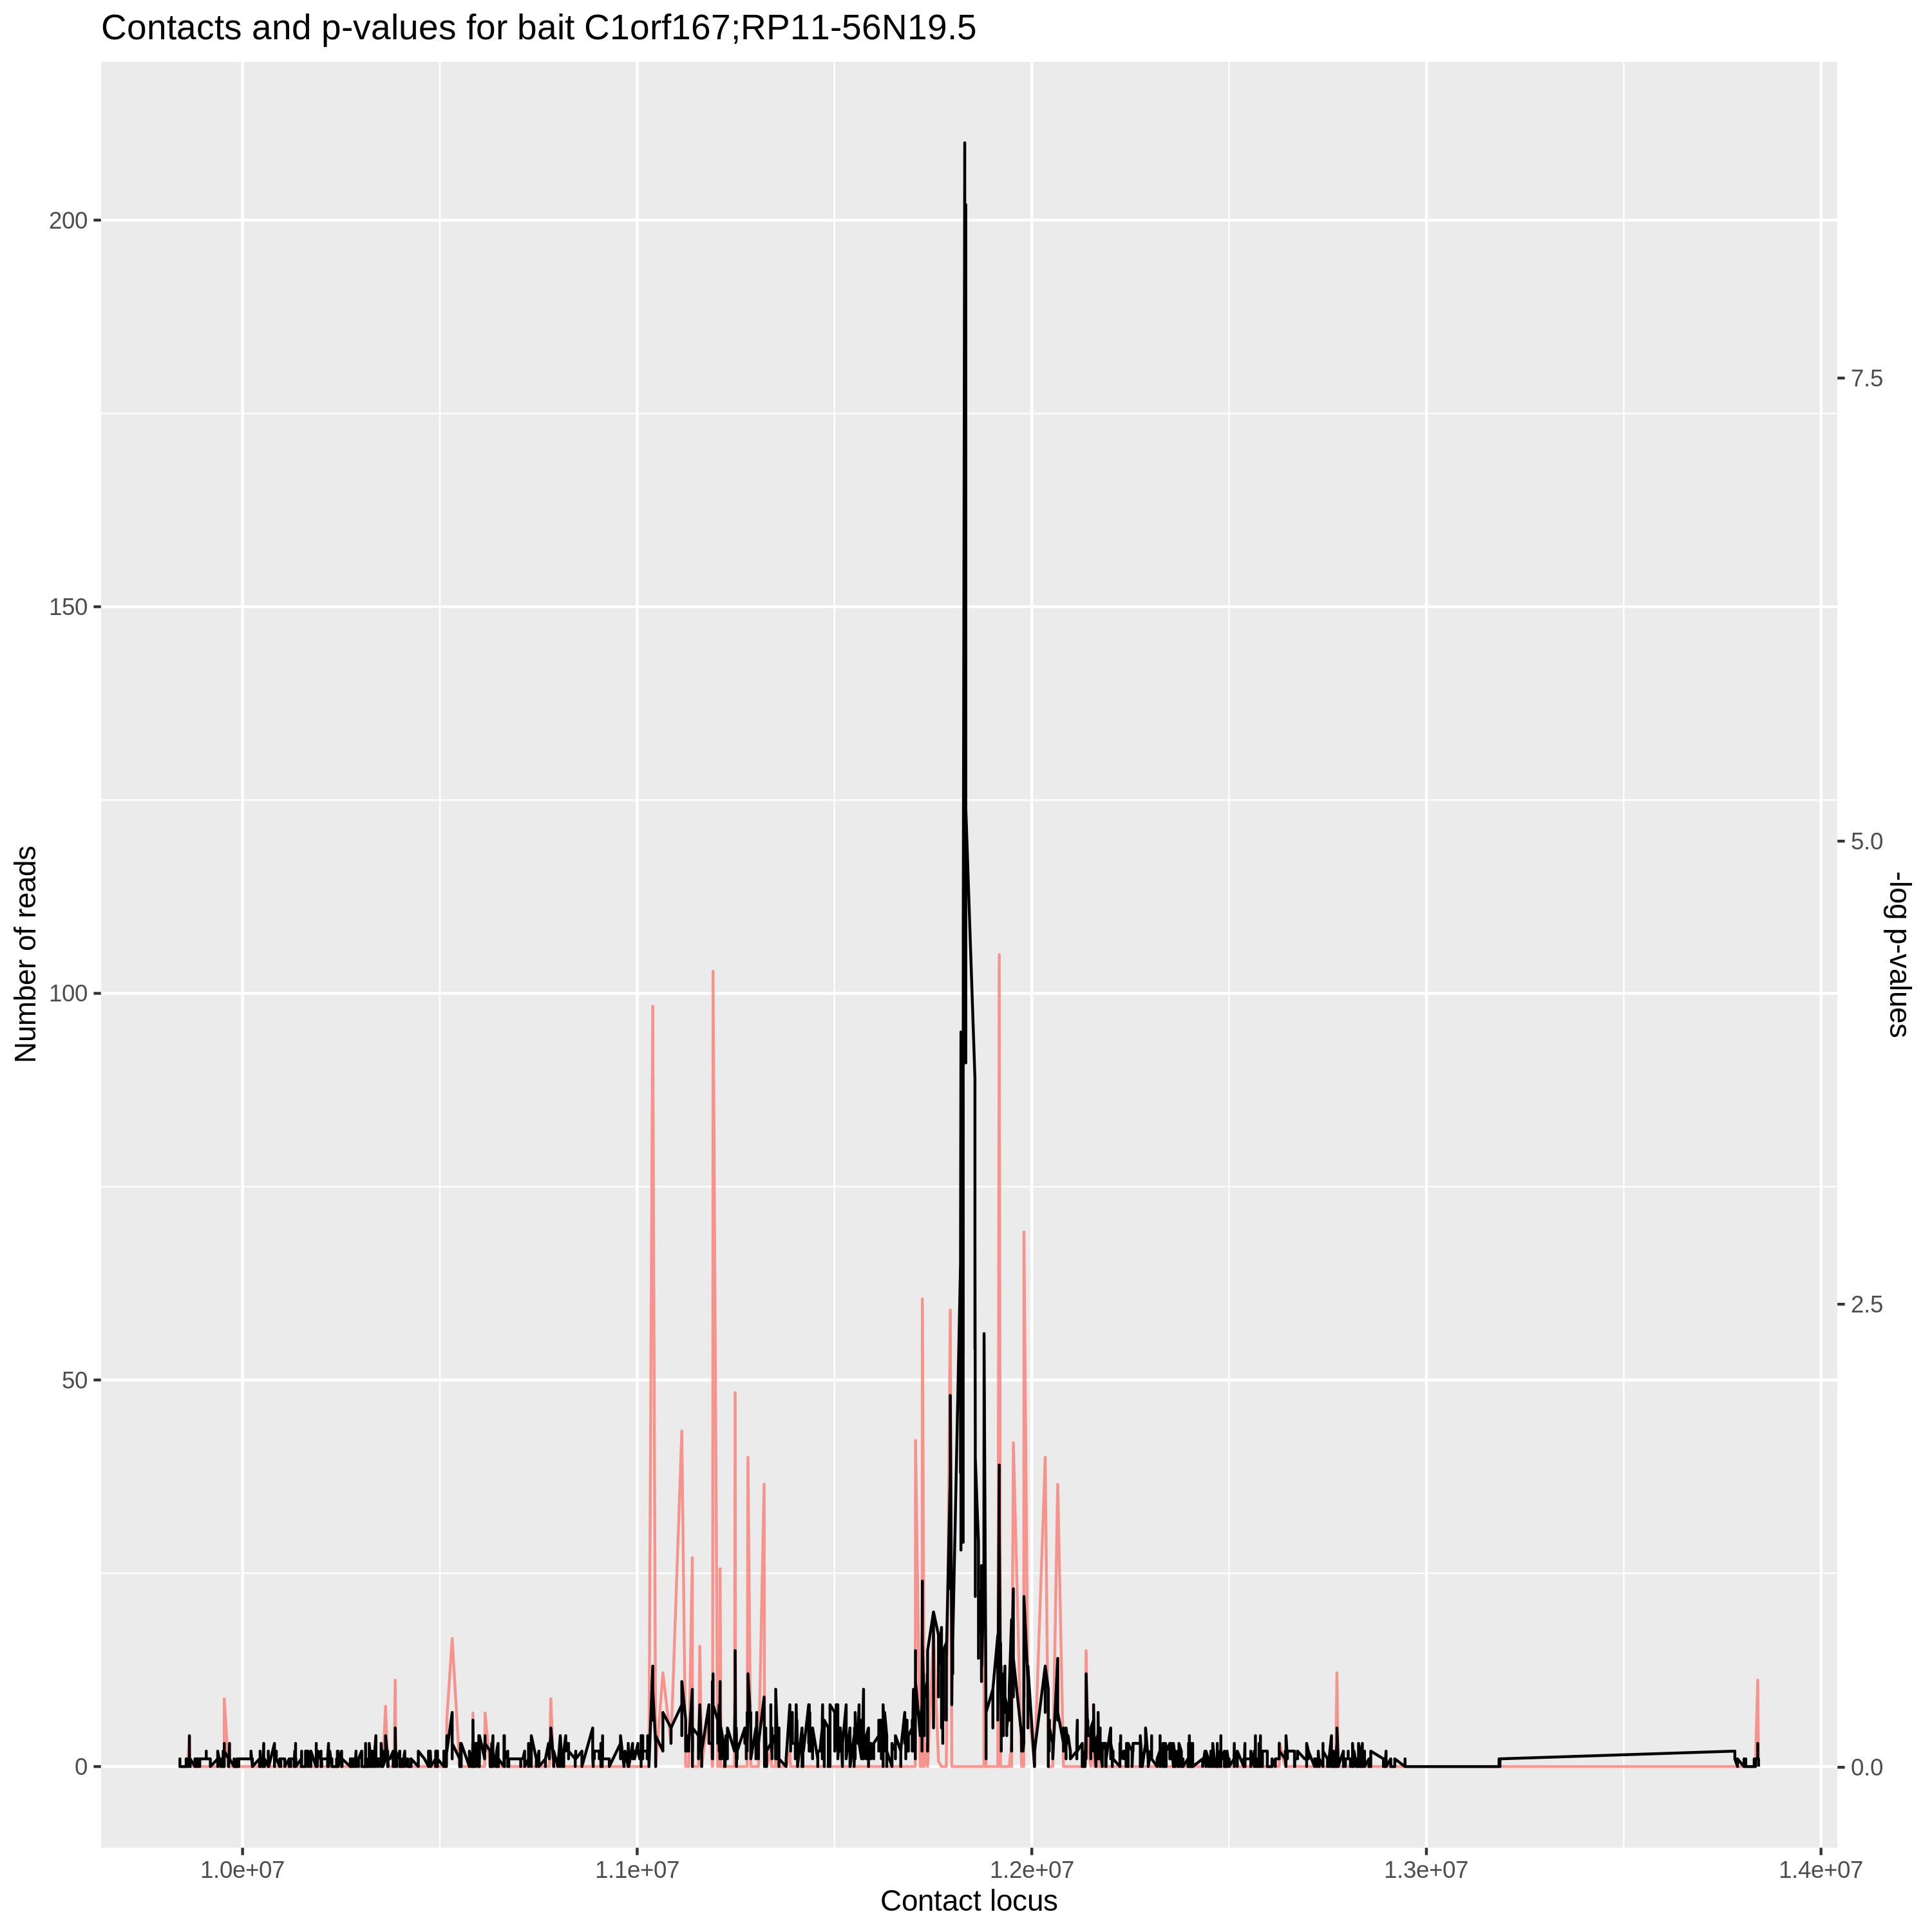 Contacts and p-values for bait C1orf167;RP11-56N19.5
200
150
100
50
0
Number of reads
7.5
5.0
2.5
0.0
-log p-values
1.0e+07
1.1e+07
1.2e+07
1.3e+07
1.4e+07
Contact locus